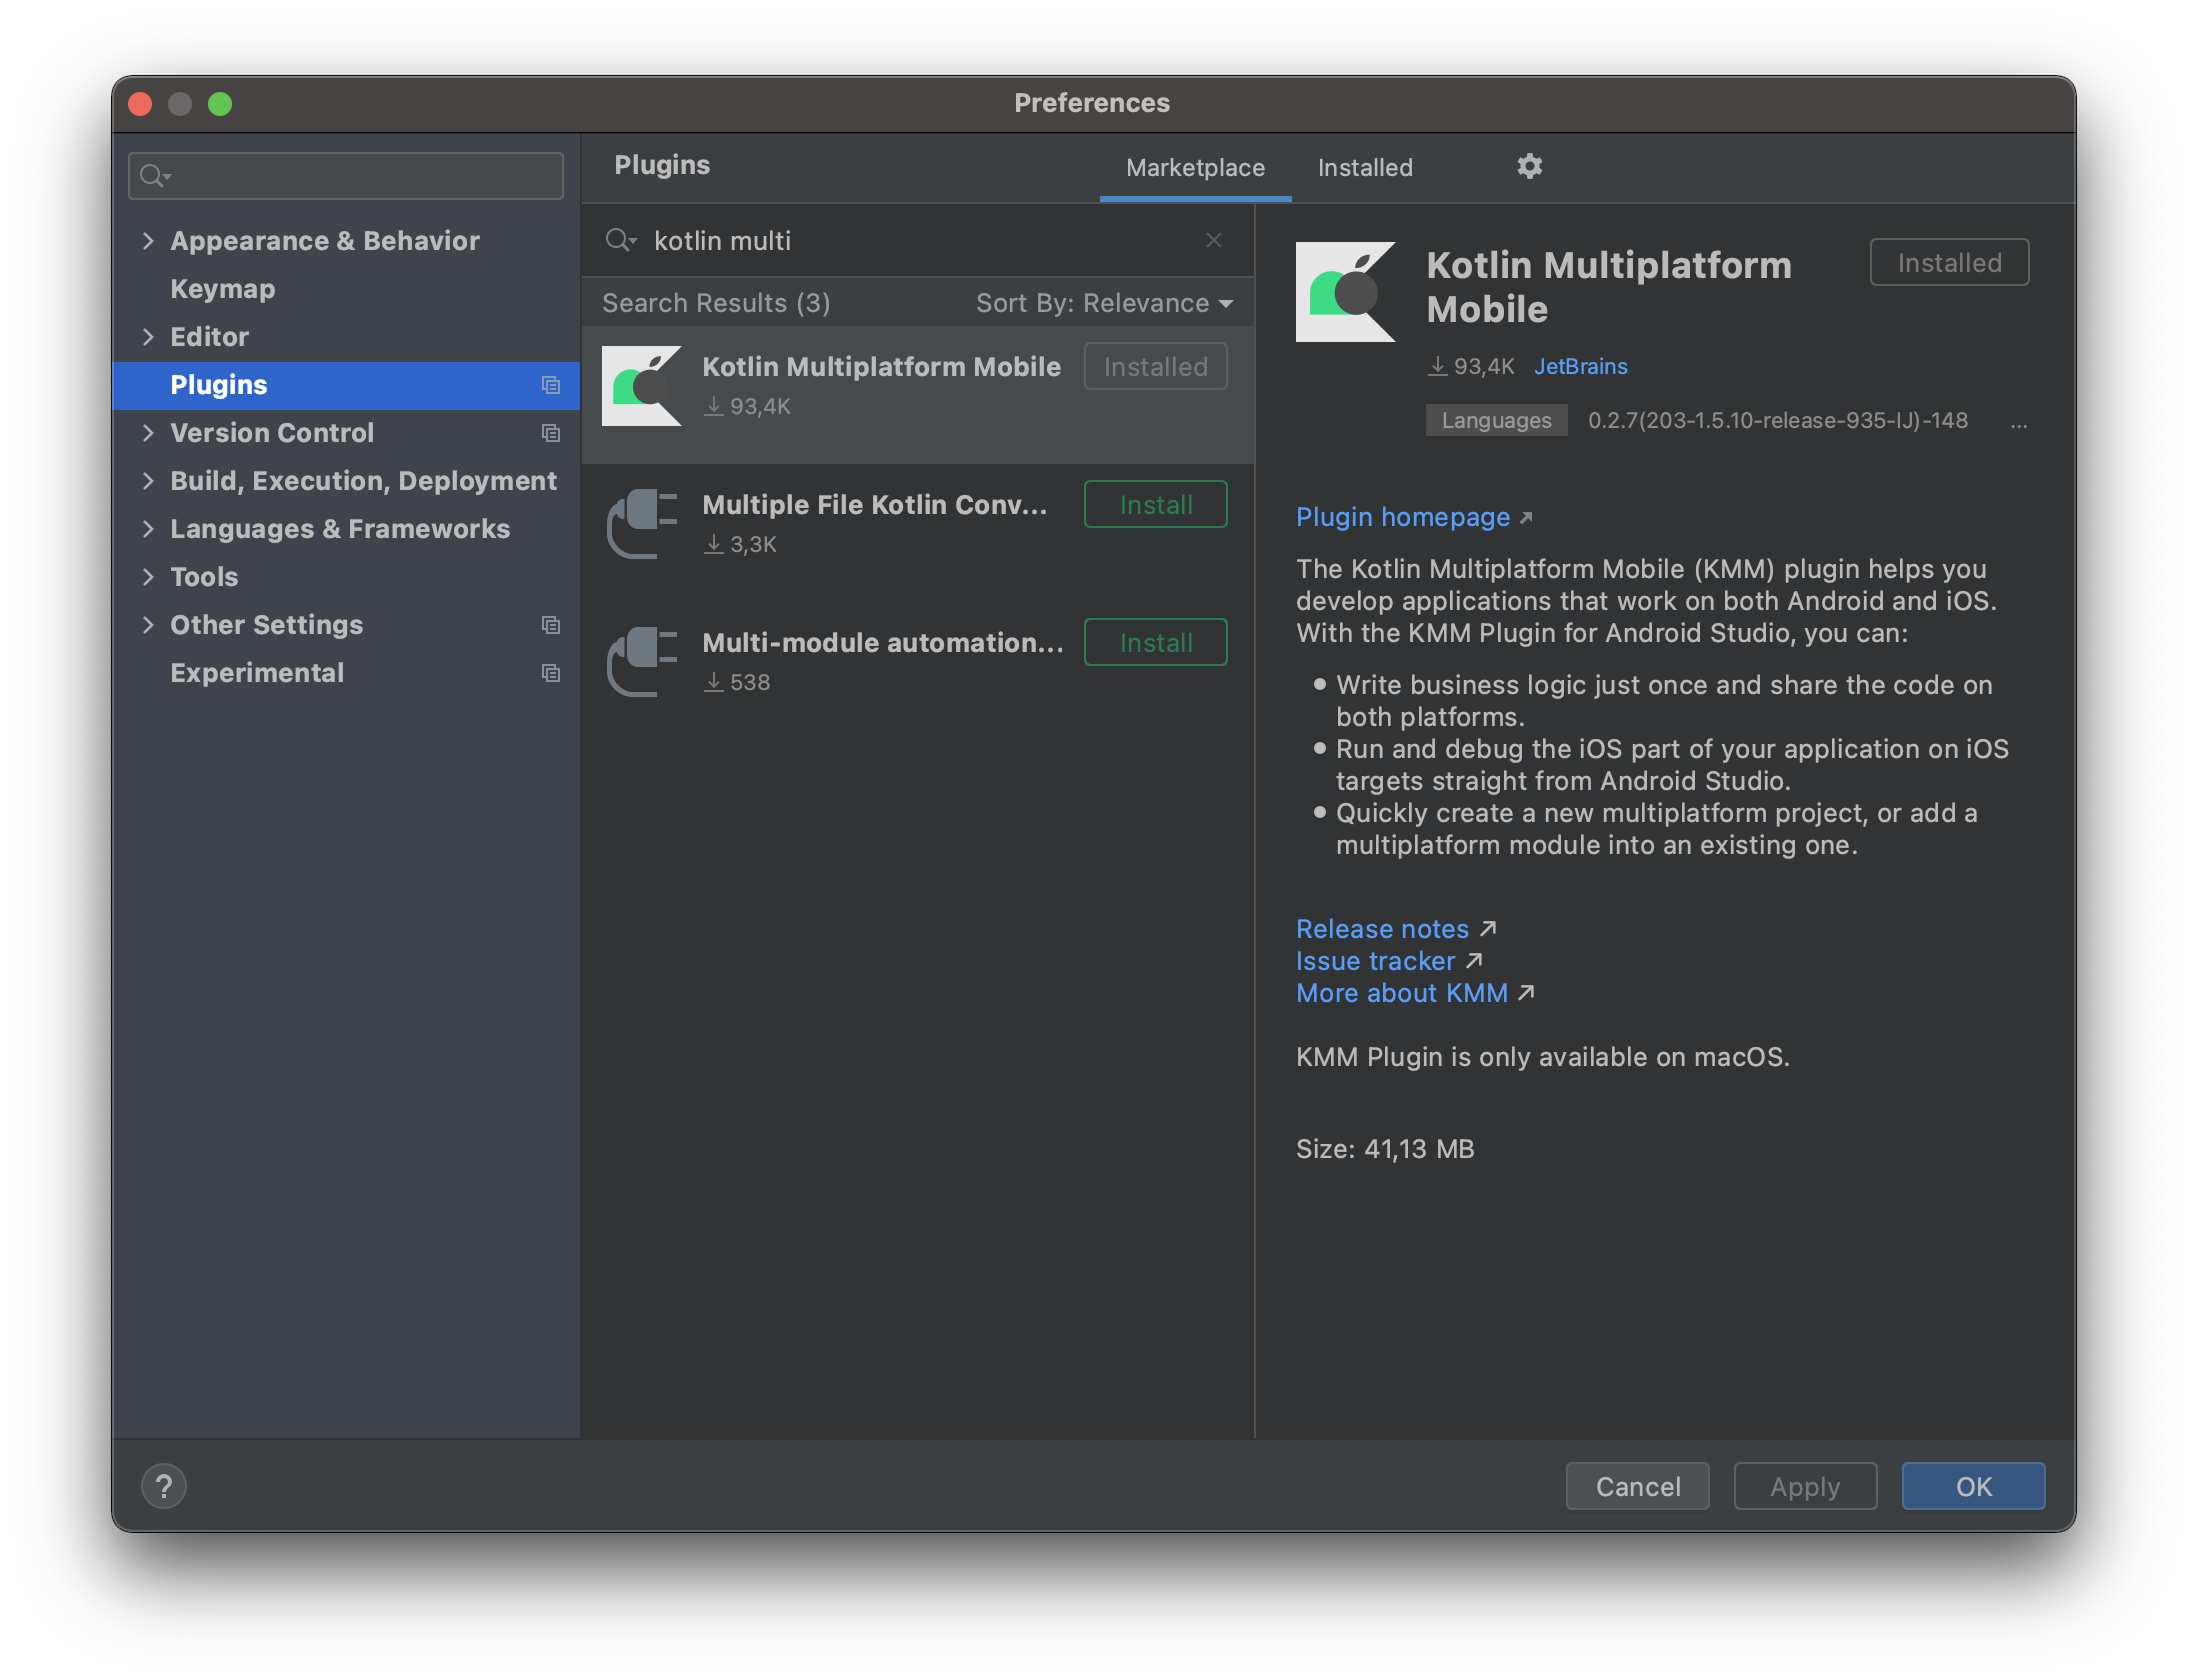 Preferences
Appearance & Behavior
Keymap
Editor
Plugins
Version Control
Build, Execution, Deployment
Languages & Frameworks
Tools
Other Settings
Experimental
Plugins
Marketplace
Installed
kotlin multi
Search Results (3)
Sort By: Relevance
Kotlin Multiplatform Mobile
Installed
93,4K
Multiple File Kotlin Conv...
Install
3,3K
Multi-module automation...
Install
538
Kotlin Multiplatform
Mobile
Installed
93,4K JetBrains
Languages 0.2.7(203-1.5.10-release-935-IJ)-148 ...
Plugin homepage
The Kotlin Multiplatform Mobile (KMM) plugin helps you
develop applications that work on both Android and iOS.
With the KMM Plugin for Android Studio, you can:
Write business logic just once and share the code on
both platforms.
Run and debug the iOS part of your application on iOS
targets straight from Android Studio.
Quickly create a new multiplatform project, or add a
multiplatform module into an existing one.
Release notes
Issue tracker
More about KMM
KMM Plugin is only available on macOS.
Size: 41,13 MB
?
Cancel
Apply
OK